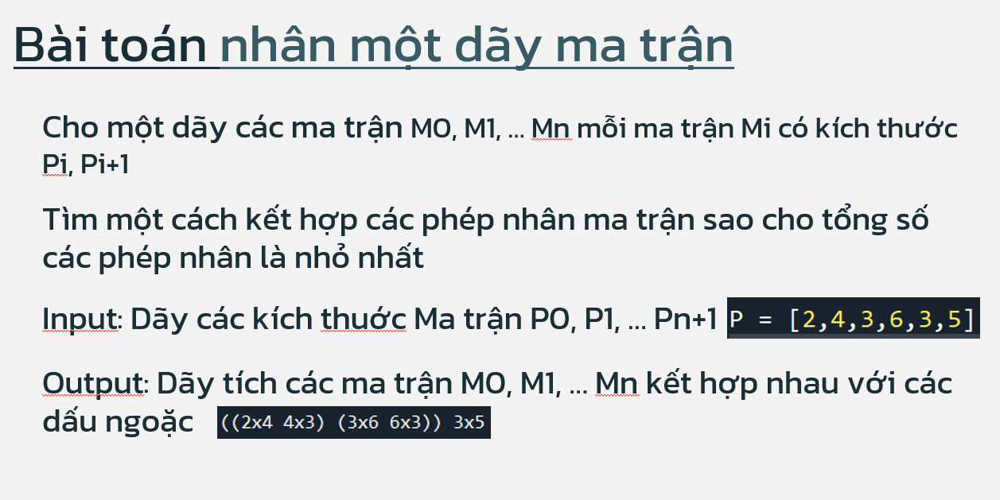 Bài toán nhân một dãy ma trận
Cho một dãy các ma trận M0, M1, ... Mn mỗi ma trận Mi có kích thước
Pi, Pi+1
Tìm một cách kết hợp các phép nhân ma trận sao cho tổng số
các phép nhân là nhỏ nhất
Input: Dãy các kích thuớc Ma trận P0, P1, ... Pn+1 P = [2,4,3,6,3,5]
Output: Dãy tích các ma trận M0, M1, ... Mn kết hợp nhau với các
dấu ngoặc ((2x4 4x3) (3x6 6x3)) 3x5